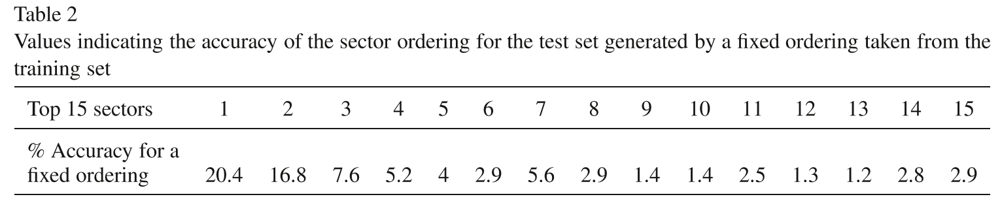 Table 2
Values indicating the accuracy of the sector ordering for the test set generated by a fixed ordering taken from the
training set
Top 15 sectors 1 2 3 4 5 6 7 8 9 10 11 12 13 14 15
% Accuracy for a
fixed ordering 20.4 16.8 7.6 5.2 4 2.9 5.6 2.9 1.4 1.4 2.5 1.3 1.2 2.8 2.9